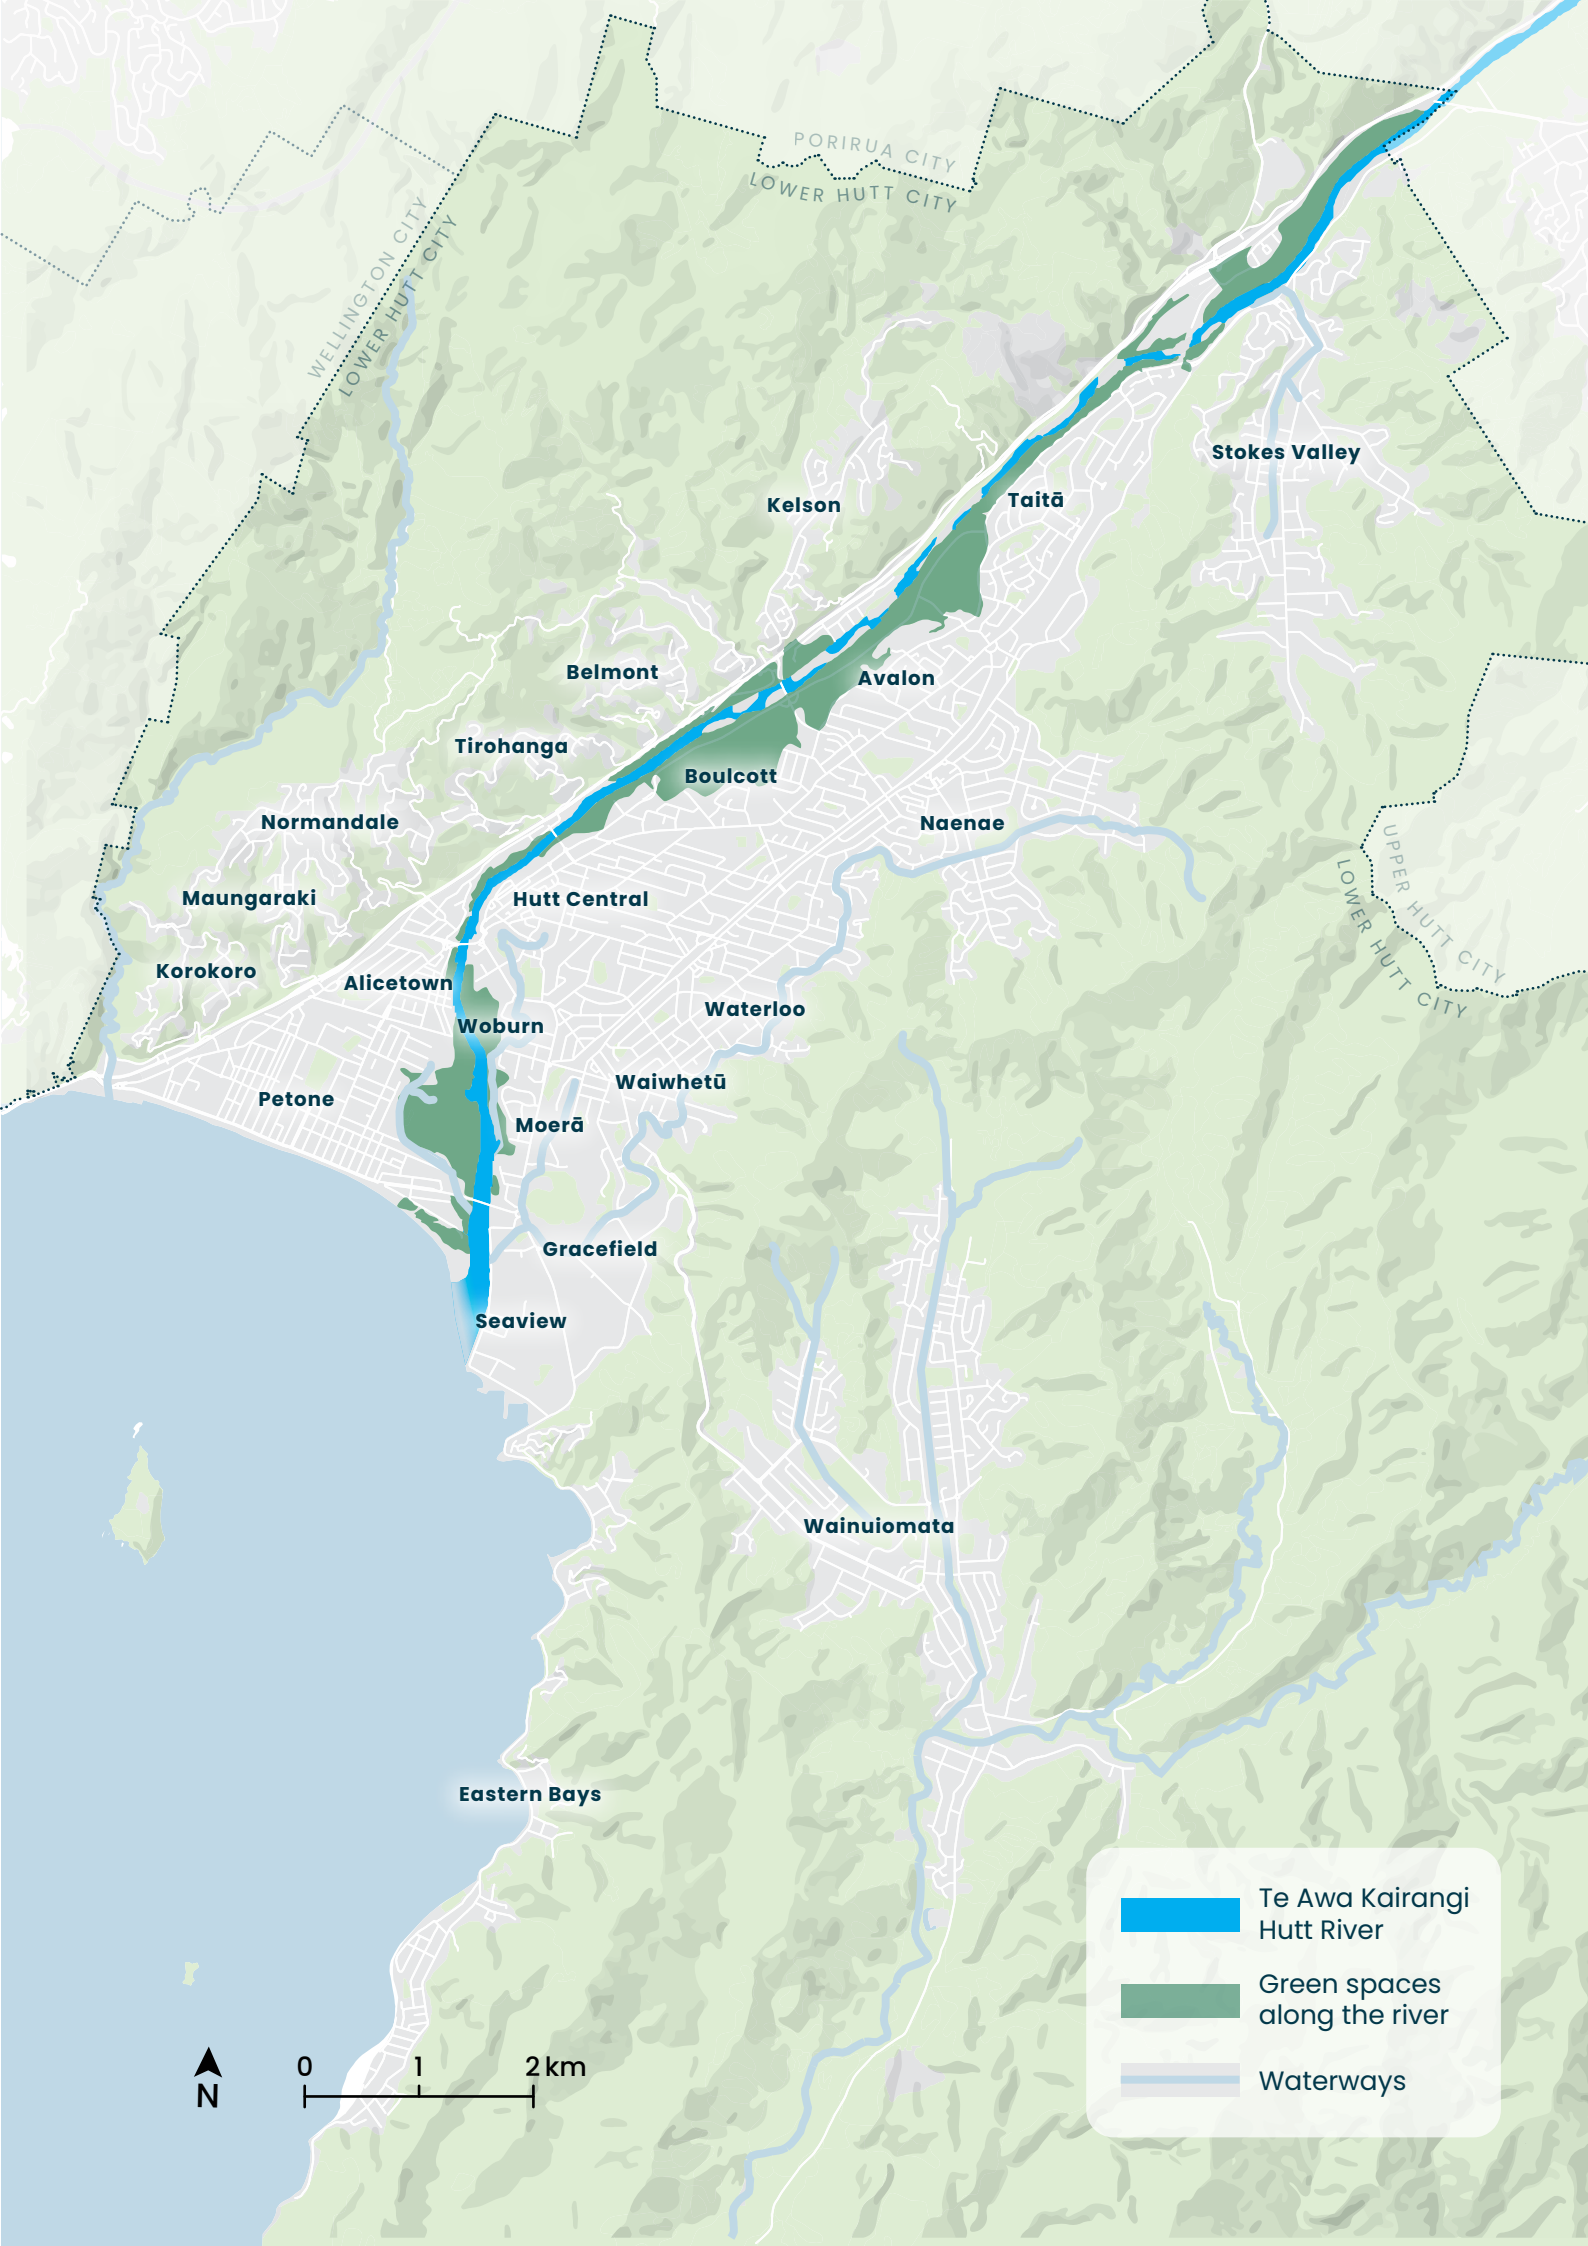 PORIRUA CITY
LOWER HUTT CITY
WELLINGTON CITY
LOWER HUTT CITY
Stokes Valley
Taitā
Kelson
Belmont
Avalon
Tirohanga
Boulcott
Normandale
Naenae
UPPER HUTT CITY
LOWER HUTT CITY
Maungaraki
Hutt Central
Korokoro
Alicetown
Waterloo
Woburn
Waiwhetū
Petone
Moerā
Gracefield
Seaview
Wainuiomata
Eastern Bays
Te Awa Kairangi
Hutt River
Green spaces
along the river
Waterways
0 1 2 km
N